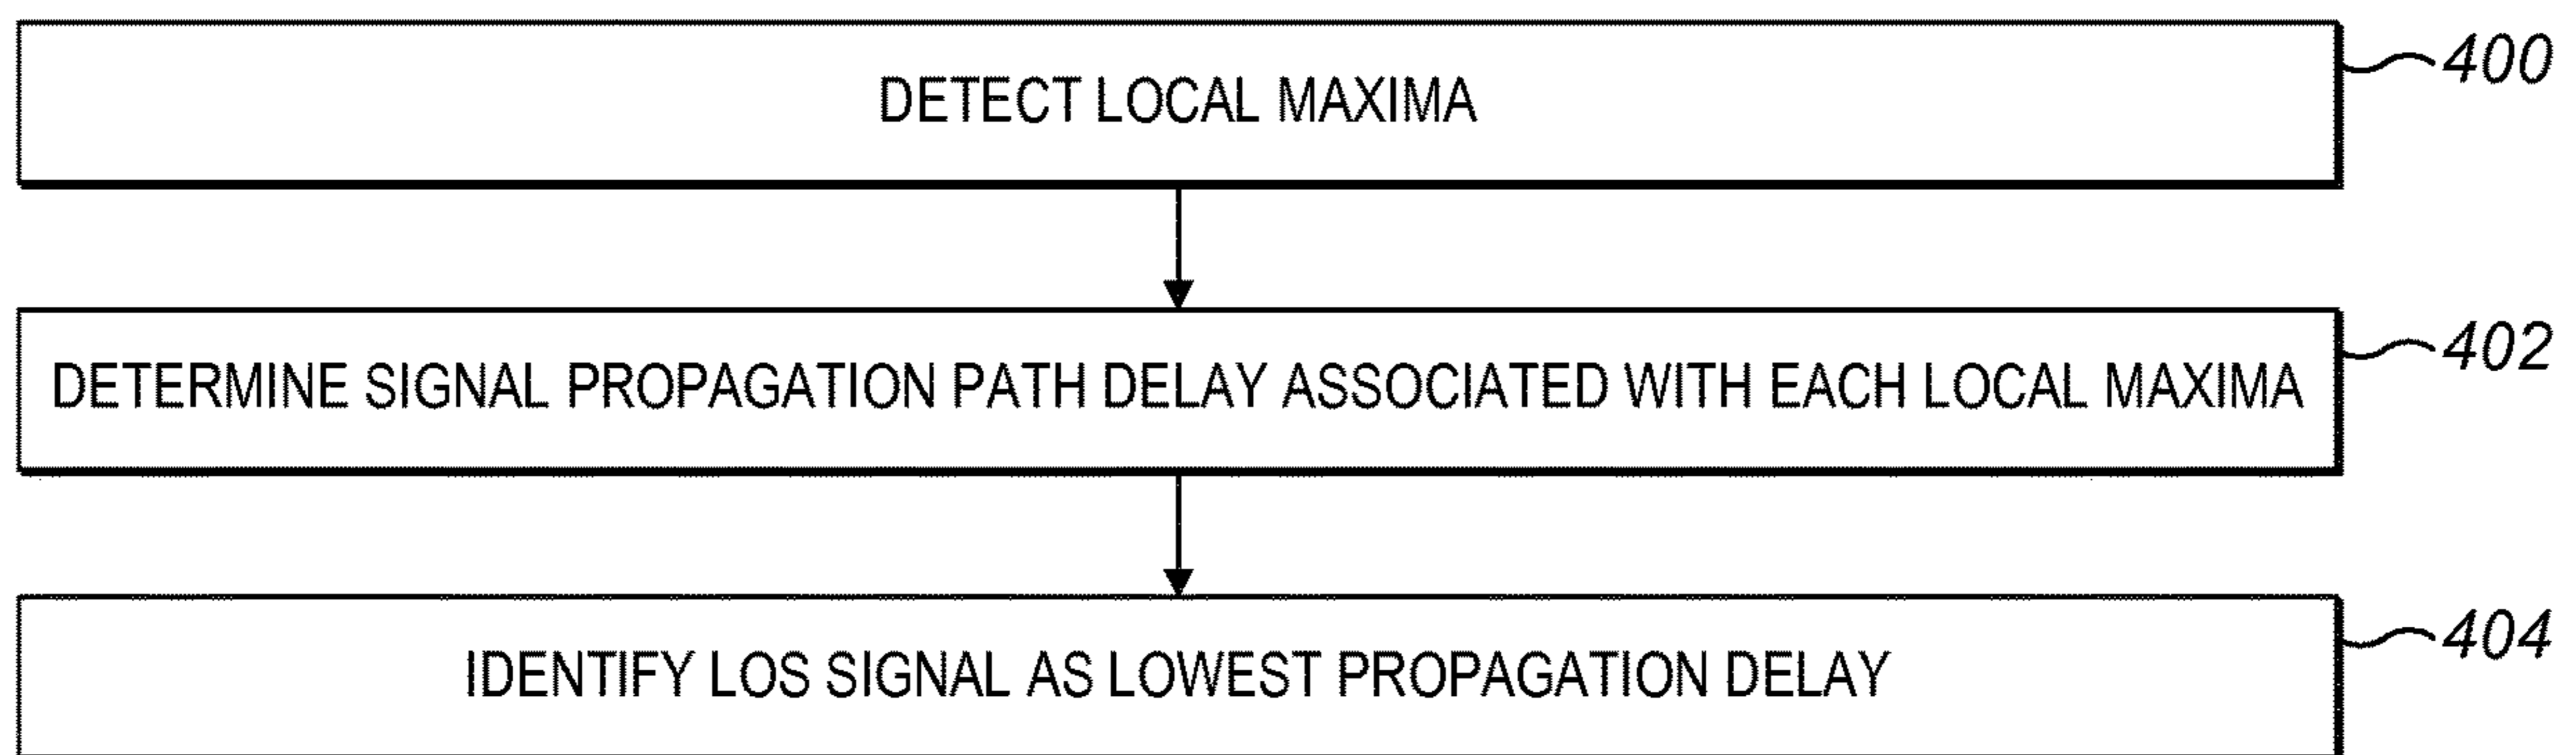 DETECT LOCAL MAXIMA
400
DETERMINE SIGNAL PROPAGATION PATH DELAY ASSOCIATED WITH EACH LOCAL MAXIMA
402
IDENTIFY LOS SIGNAL AS LOWEST PROPAGATION DELAY
404